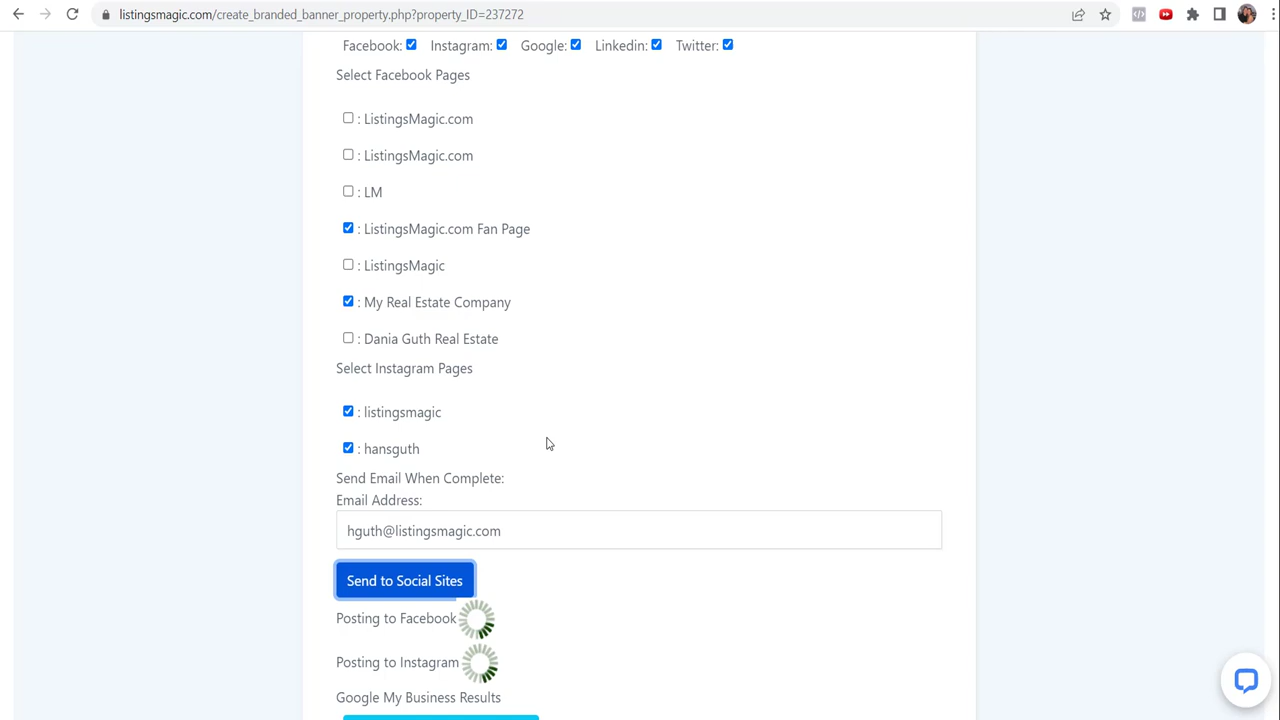 listingsmagic.com/create_branded_banner_property.php?property_ID=237272
Facebook: Instagram: Google: Linkedin: Twitter:
Select Facebook Pages
: ListingsMagic.com
: ListingsMagic.com
: LM
: ListingsMagic.com Fan Page
: ListingsMagic
: My Real Estate Company
: Dania Guth Real Estate
Select Instagram Pages
: listingsmagic
: hansguth
Send Email When Complete:
Email Address:
hguth@listingsmagic.com
Send to Social Sites
Posting to Facebook
Posting to Instagram
Google My Business Results